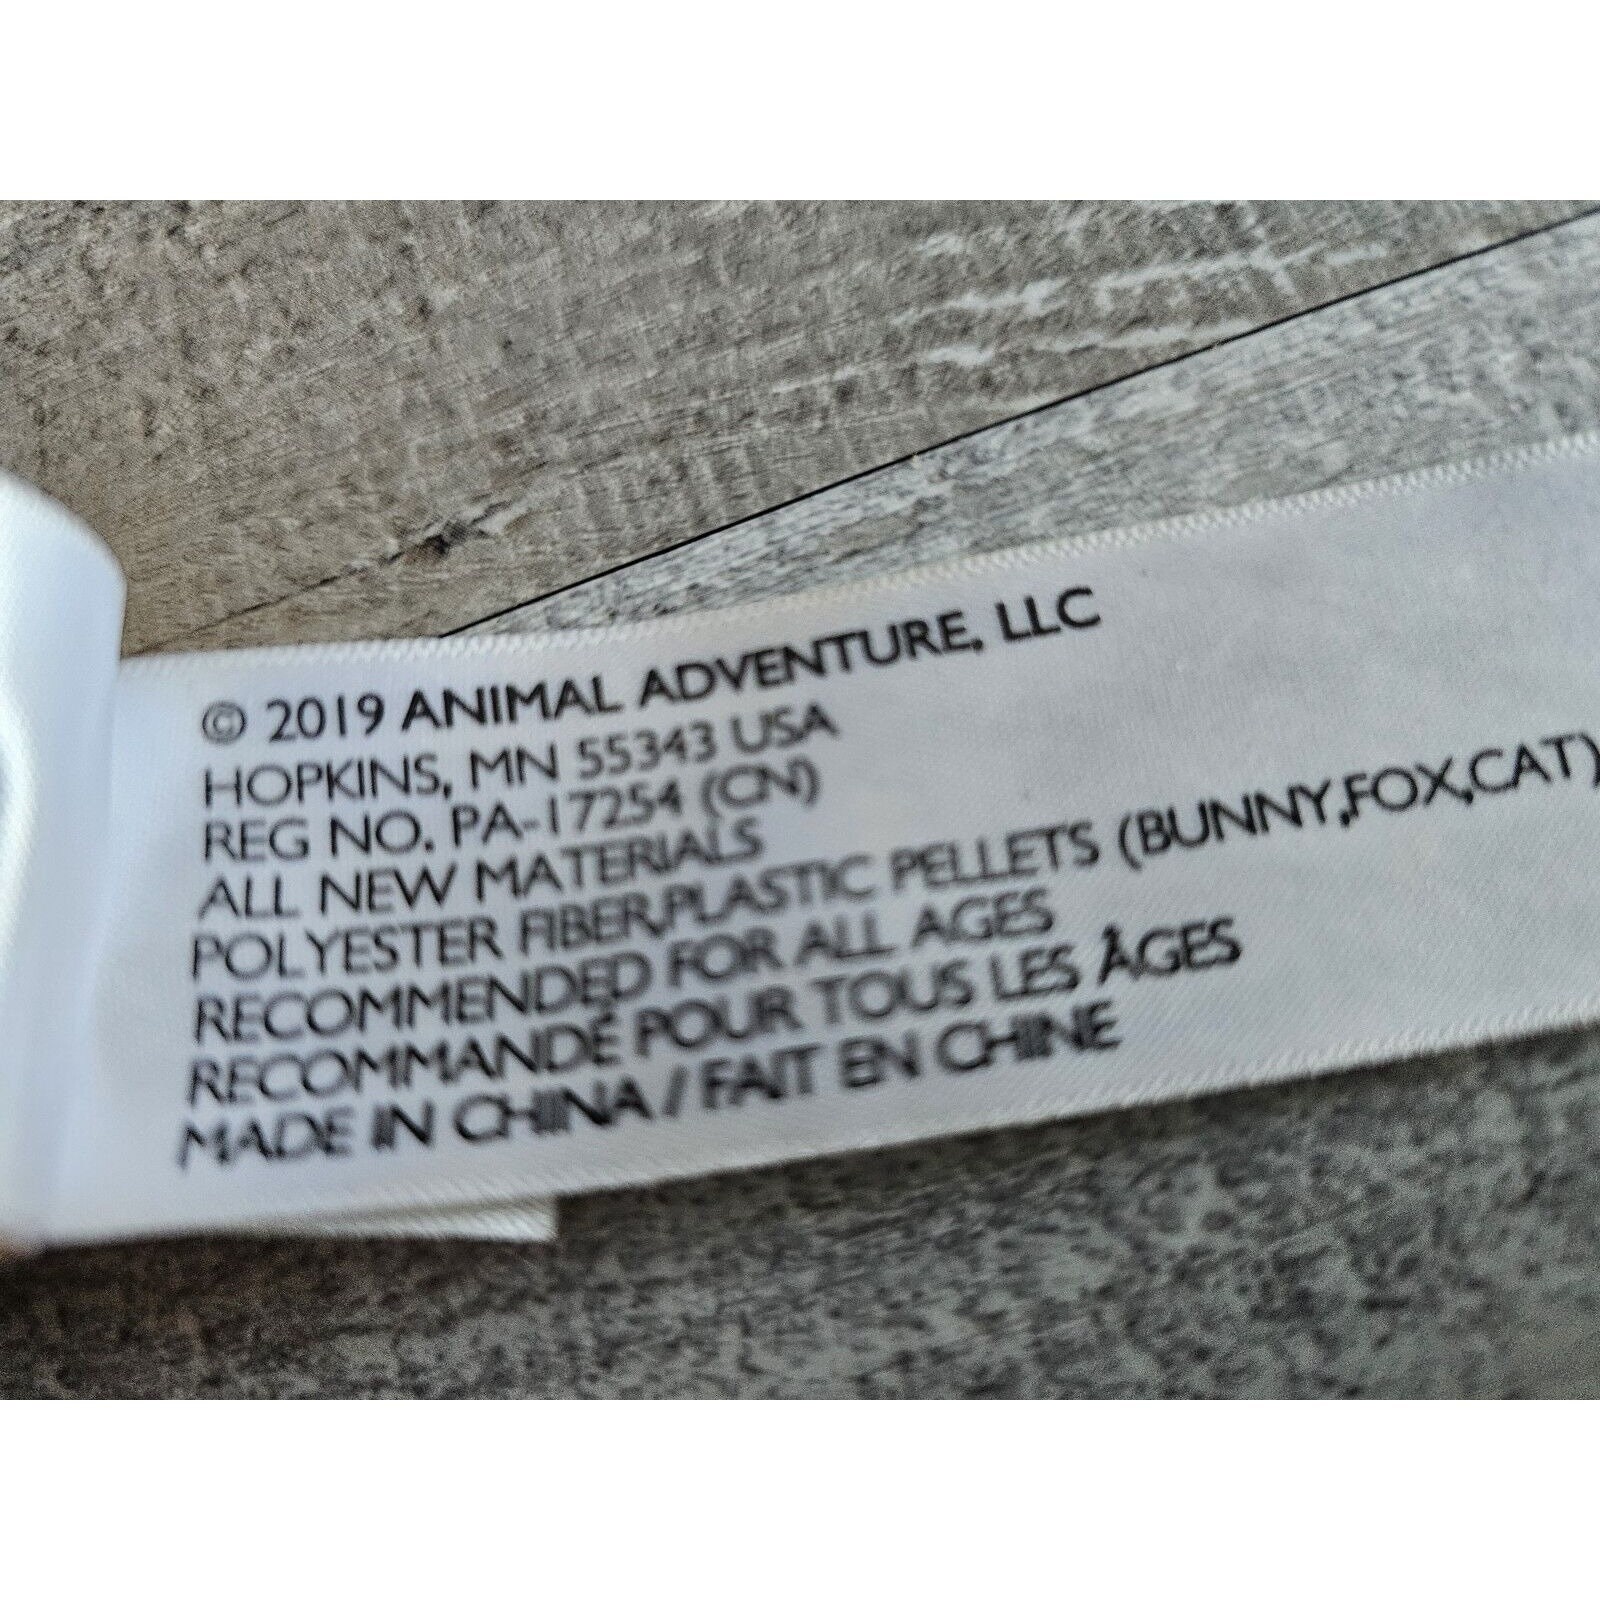 © 2019 ANIMAL ADVENTURE, LLC
HOPKINS, MN 55343 USA
REG NO. PA-17254 (CN)
ALL NEW MATERIALS
POLYESTER FIBER,PLASTIC PELLETS (BUNNY,FOX,CAT)
RECOMMENDED FOR ALL AGES
RECOMMANDÉ POUR TOUS LES ÂGES
MADE IN CHINA / FAIT EN CHINE